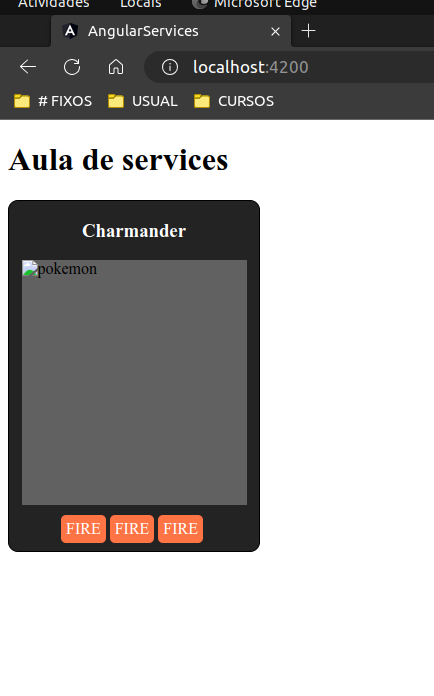 Atividades Locais Microsoft Edge
AngularServices
localhost:4200
# FIXOS USUAL CURSOS
Aula de services
Charmander
pokemon
FIRE FIRE FIRE